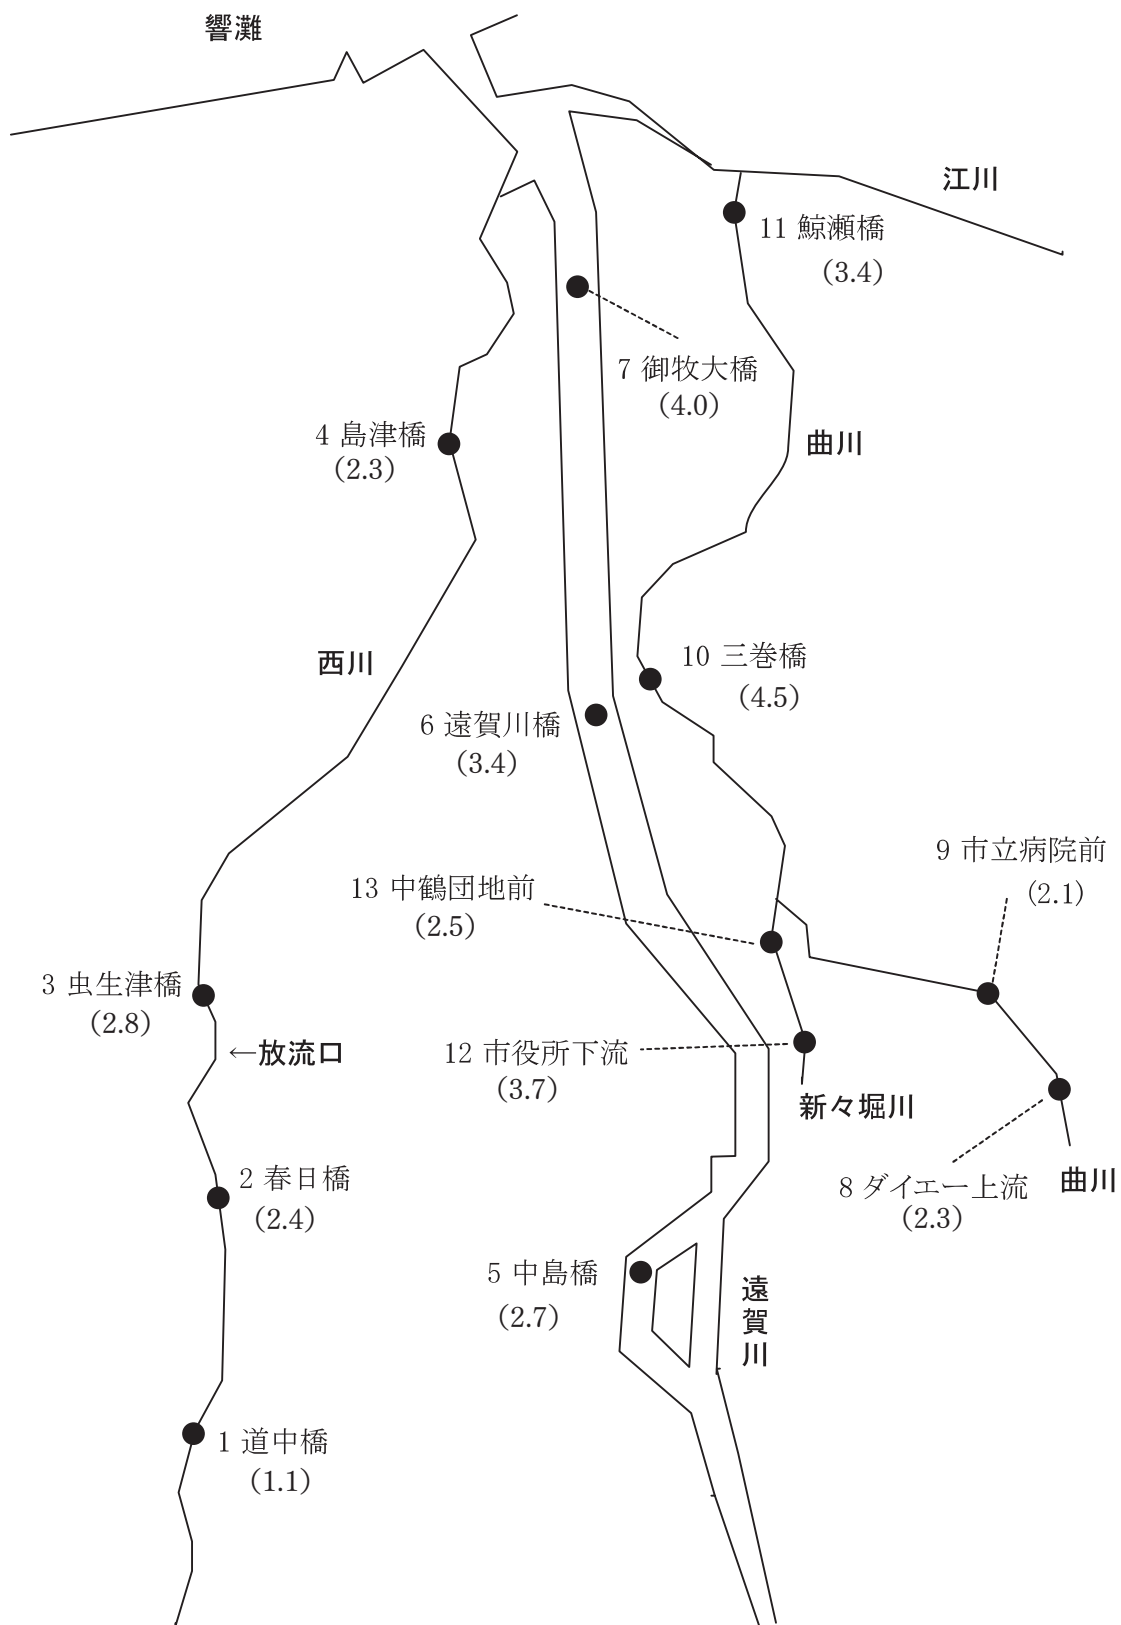 響灘
江川
11 鯨瀬橋
(3.4)
7 御牧大橋
(4.0)
4 島津橋
(2.3)
曲川
西川
10 三巻橋
(4.5)
6 遠賀川橋
(3.4)
9 市立病院前
(2.1)
13 中鶴団地前
(2.5)
3 虫生津橋
(2.8)
←放流口
12 市役所下流
(3.7)
新々堀川
2 春日橋
(2.4)
8 ダイエー上流
(2.3)
曲川
5 中島橋
(2.7)
遠賀川
1 道中橋
(1.1)